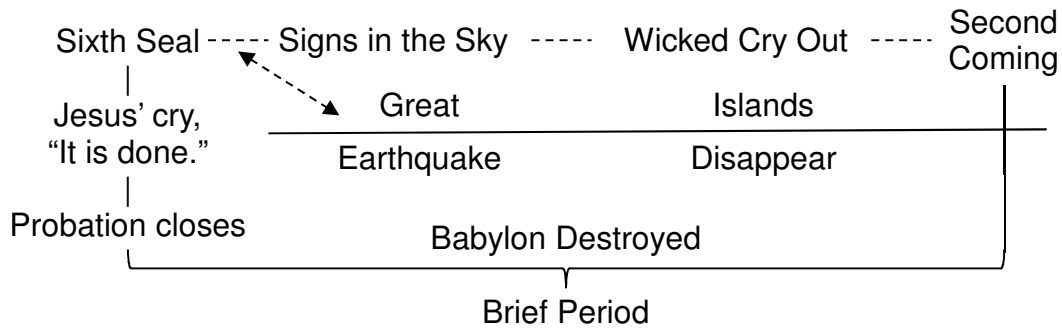 Sixth Seal
Signs in the Sky
Wicked Cry Out
Second
Coming
Jesus’ cry,
“It is done.”
Great
Islands
Earthquake
Disappear
Probation closes
Babylon Destroyed
Brief Period